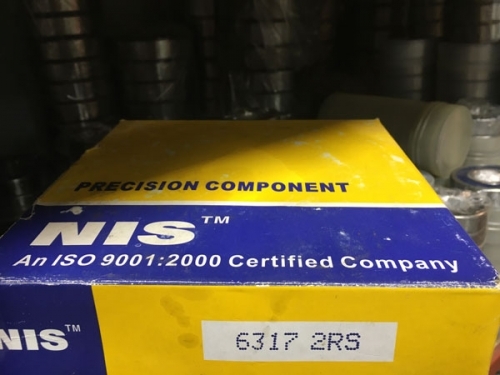 PRECISION COMPONENT
NIS™
An ISO 9001:2000 Certified Company
NIS™
6317 2RS